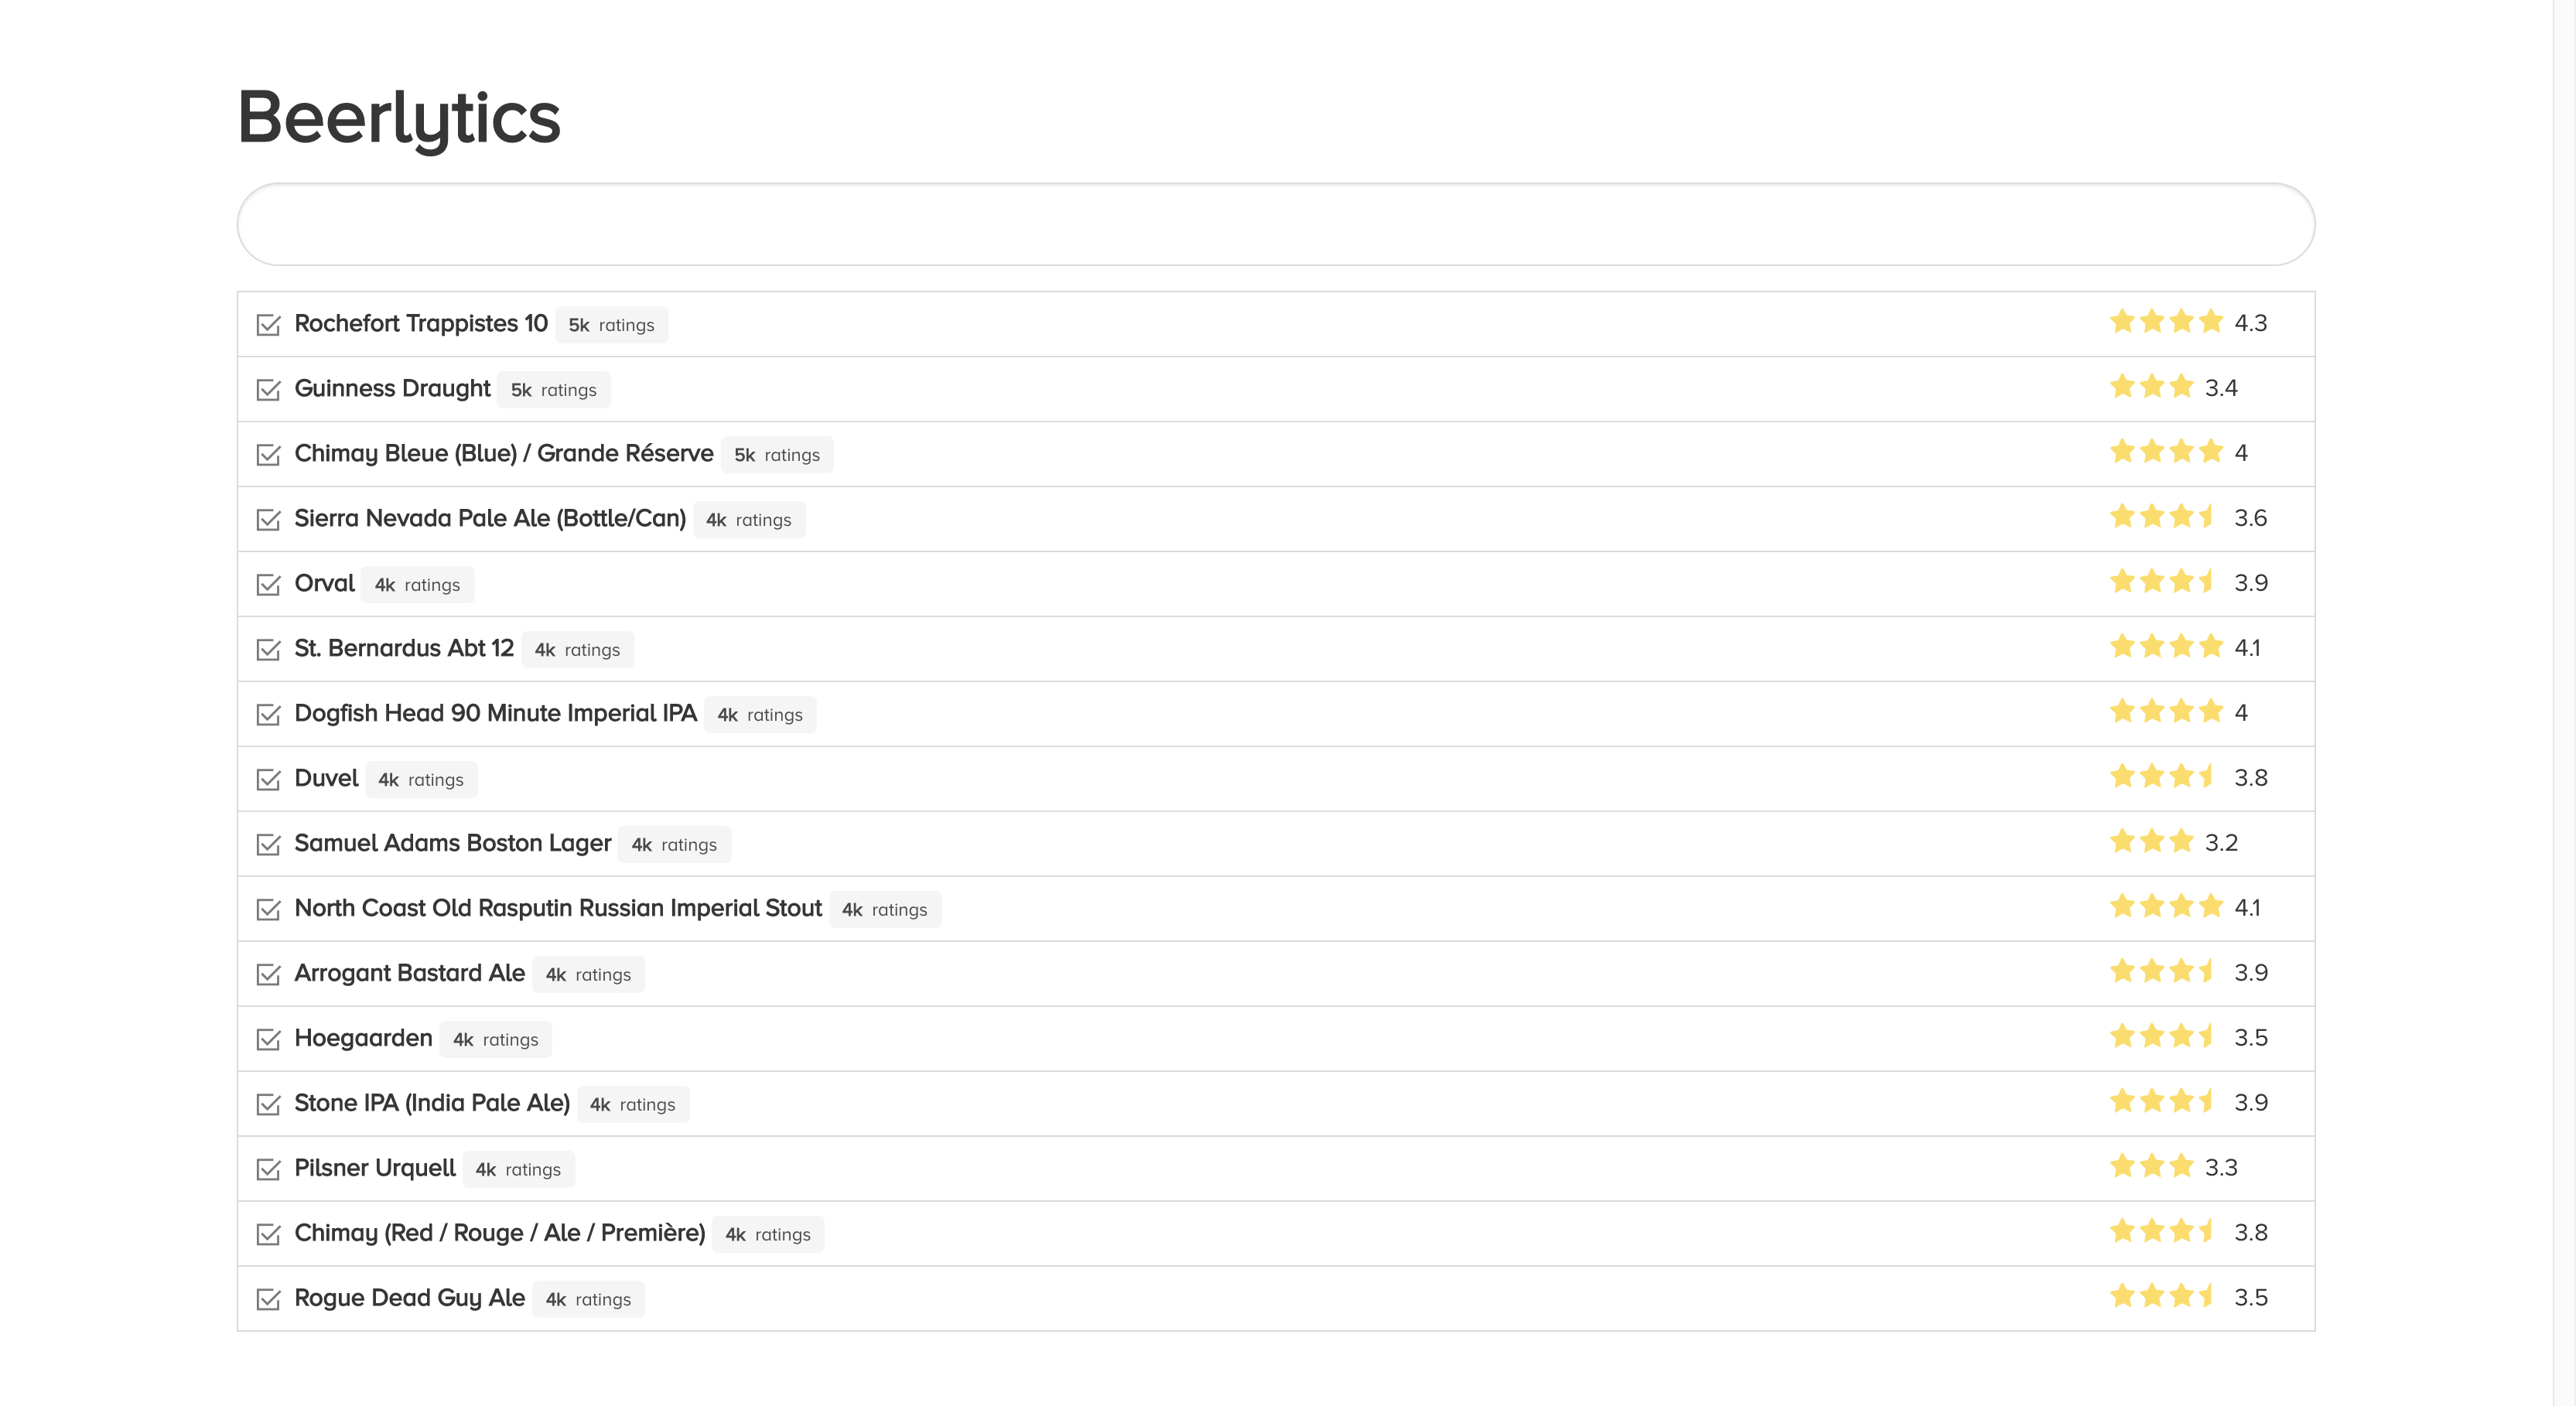 Beerlytics
Rochefort Trappistes 10 5k ratings 4.3
Guinness Draught 5k ratings 3.4
Chimay Bleue (Blue) / Grande Réserve 5k ratings 4
Sierra Nevada Pale Ale (Bottle/Can) 4k ratings 3.6
Orval 4k ratings 3.9
St. Bernardus Abt 12 4k ratings 4.1
Dogfish Head 90 Minute Imperial IPA 4k ratings 4
Duvel 4k ratings 3.8
Samuel Adams Boston Lager 4k ratings 3.2
North Coast Old Rasputin Russian Imperial Stout 4k ratings 4.1
Arrogant Bastard Ale 4k ratings 3.9
Hoegaarden 4k ratings 3.5
Stone IPA (India Pale Ale) 4k ratings 3.9
Pilsner Urquell 4k ratings 3.3
Chimay (Red / Rouge / Ale / Première) 4k ratings 3.8
Rogue Dead Guy Ale 4k ratings 3.5